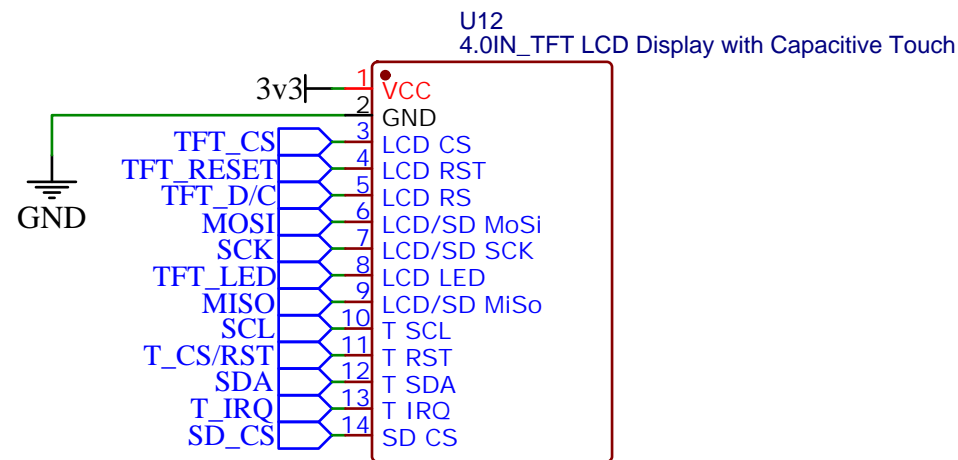 U12
4.0IN_TFT LCD Display with Capacitive Touch
3v3 1 VCC
2 GND
GND
TFT_CS 3 LCD CS
TFT_RESET 4 LCD RST
TFT_D/C 5 LCD RS
MOSI 6 LCD/SD MoSi
SCK 7 LCD/SD SCK
TFT_LED 8 LCD LED
MISO 9 LCD/SD MiSo
SCL 10 T SCL
T_CS/RST 11 T RST
SDA 12 T SDA
T_IRQ 13 T IRQ
SD_CS 14 SD CS